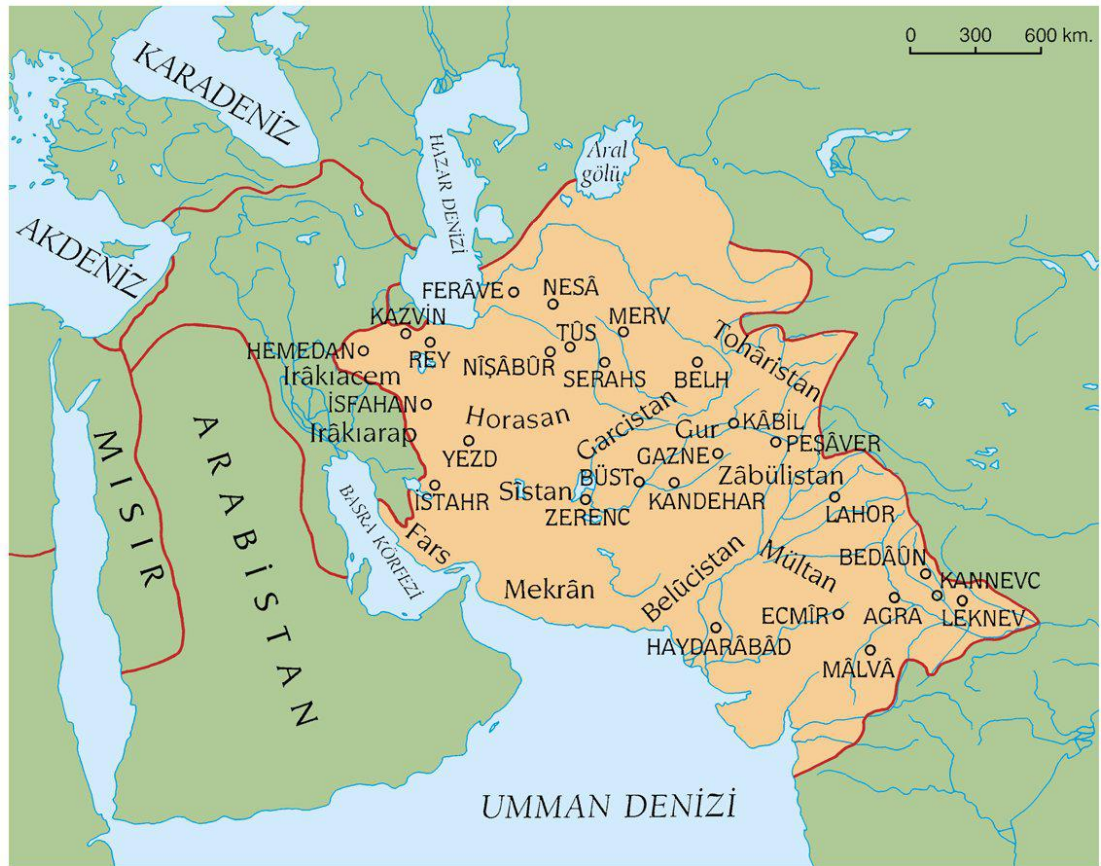 0 300 600 km.
KARADENİZ
HAZAR DENİZİ
Aral
gölü
AKDENİZ
FERÂVE
NESÂ
KAZVİN
MERV
TÛS
HEMEDAN
REY
NÎŞÂBÛR
SERAHS
BELH
Tohâristan
Irâkıacem
İSFAHAN
Horasan
Garcistan
Irâkıarap
Gur
KÂBİL
PEŞÂVER
YEZD
GAZNE
BÜST
Zâbülistan
İSTAHR
Sîstan
KANDEHAR
ZERENC
LAHOR
MISIR
ARABİSTAN
BASRA KÖRFEZİ
Fars
Mekrân
Belûcistan
Mültan
BEDÂÛN
KANNEVC
ECMÎR
AGRA
LEKNEV
HAYDARÂBÂD
MÂLVÂ
UMMAN DENİZİ